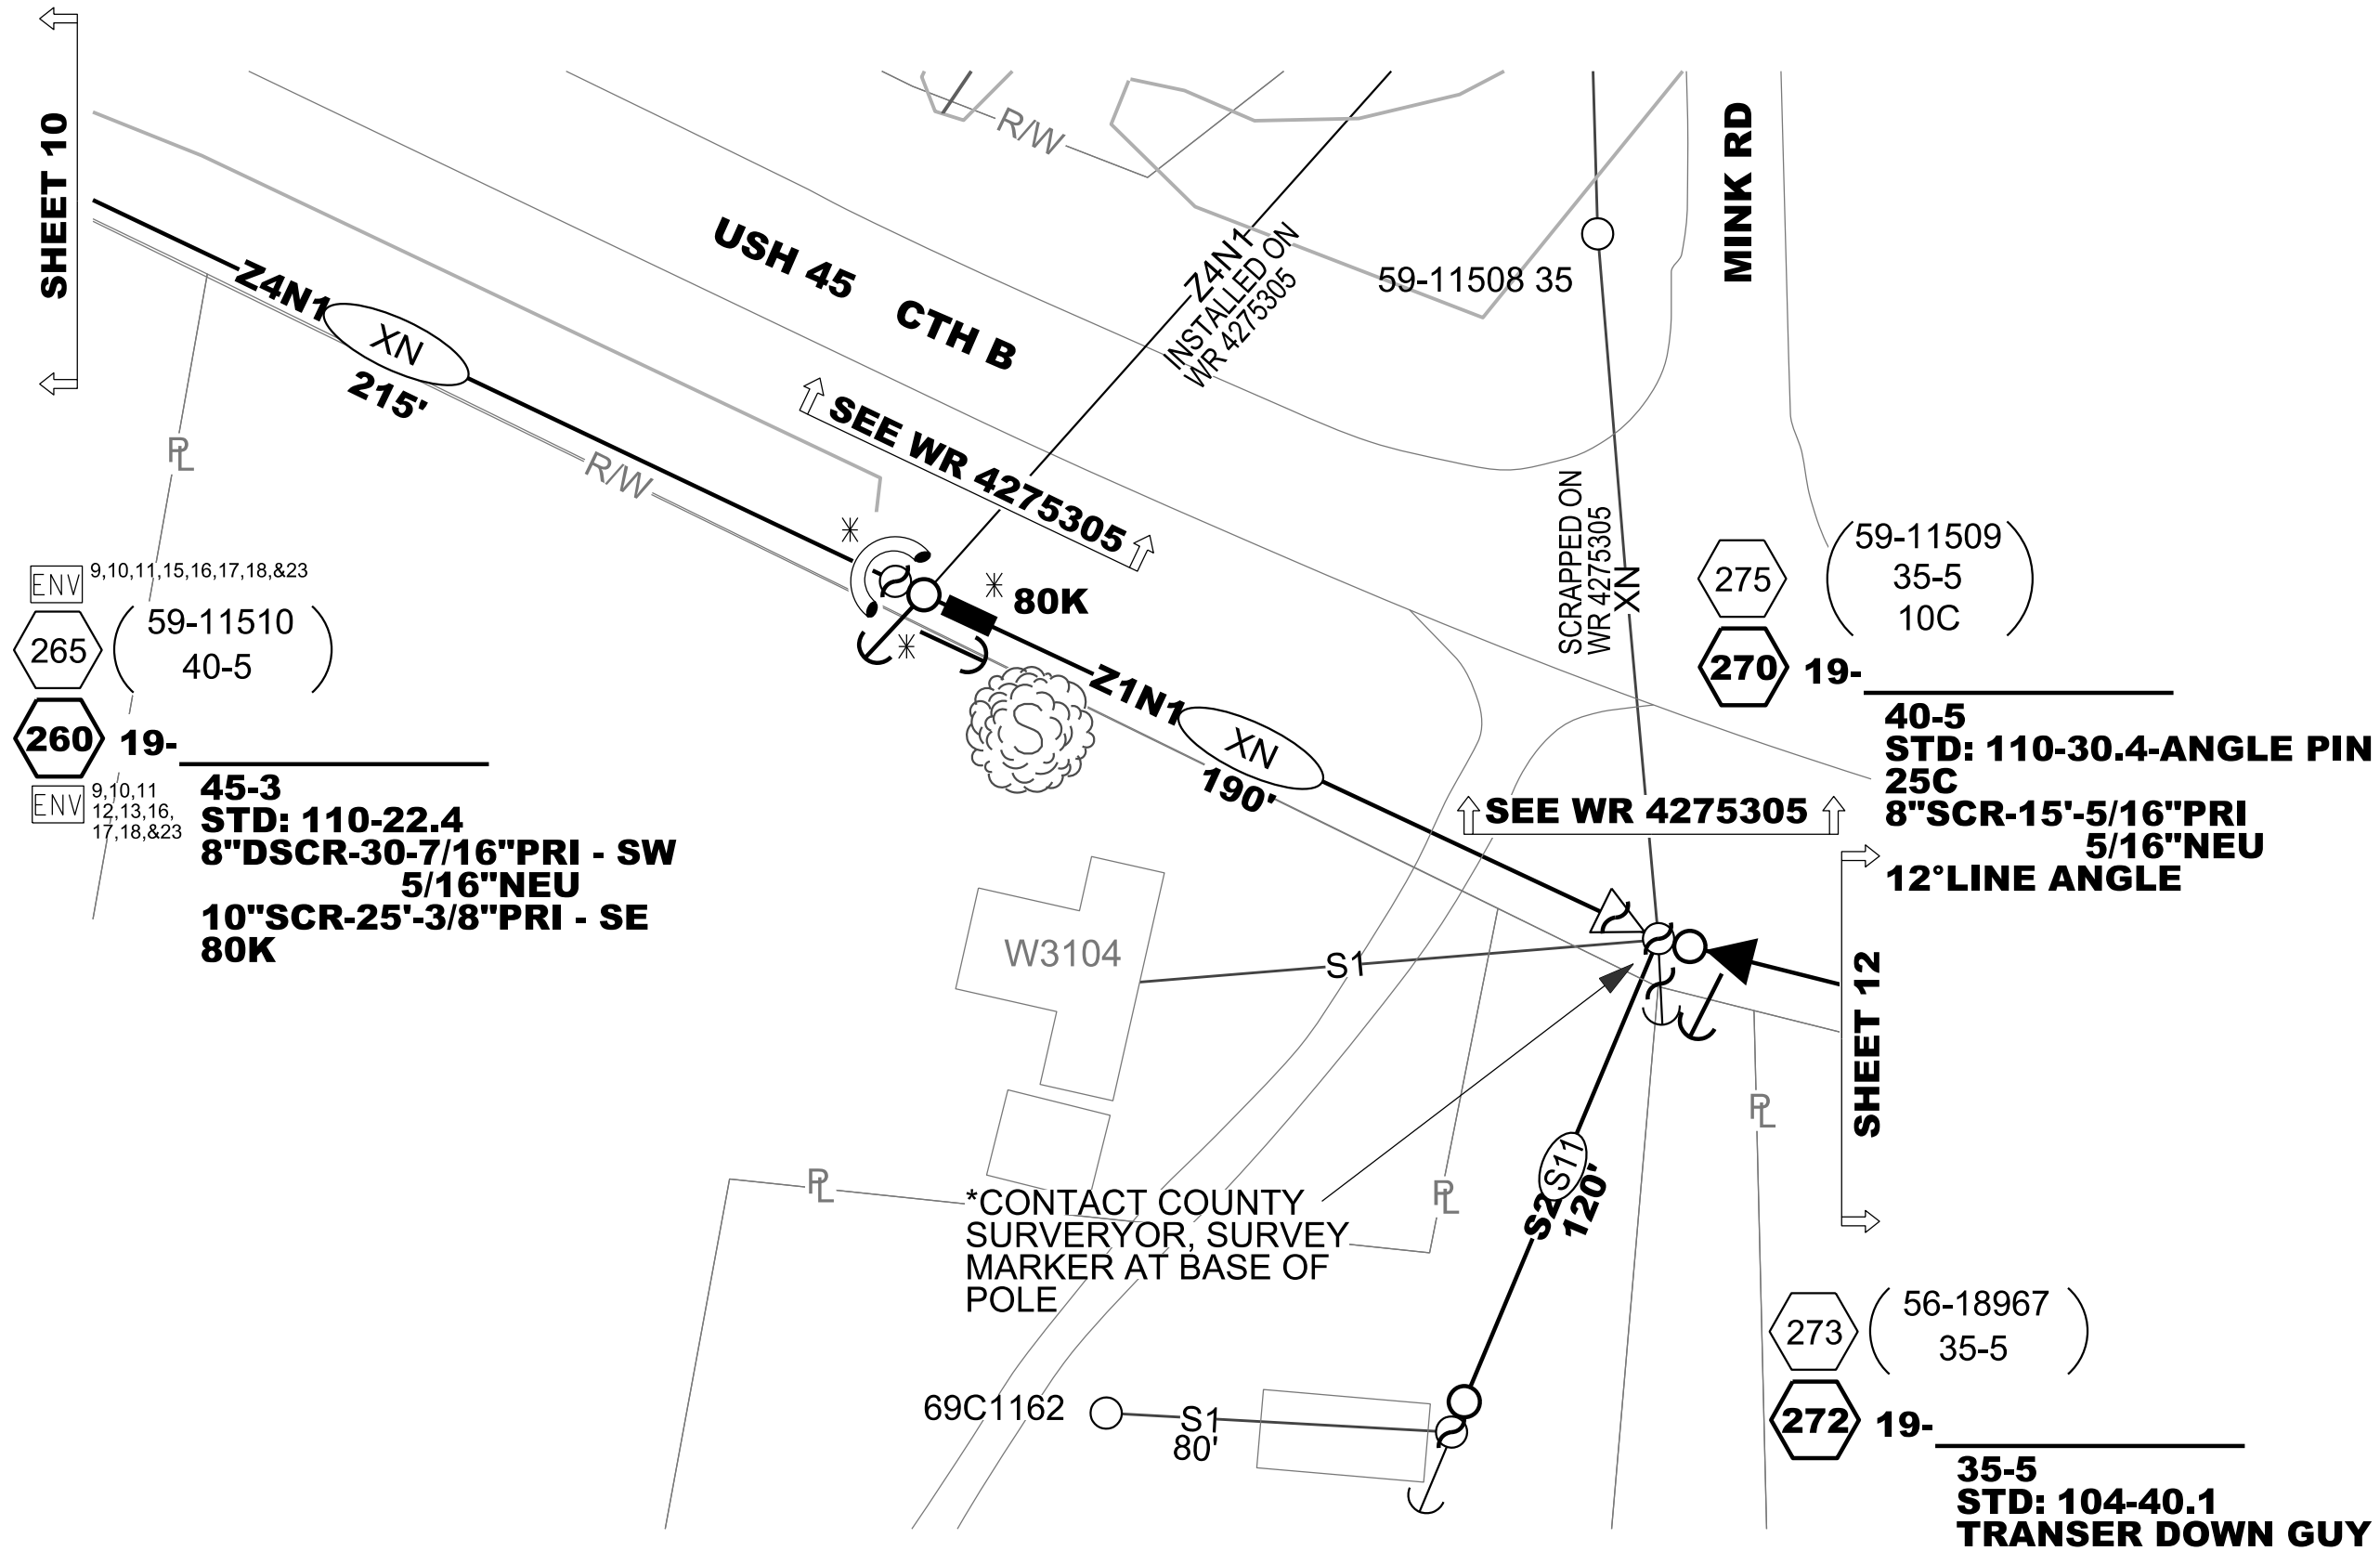 SHEET 10
R/W
MINK RD
USH 45
CTH B
Z4N1
INSTALLED ON
WR 4275305
59-11508 35
Z4N1
XN
215'
SEE WR 4275305
R/W
PL
SCRAPPED ON
WR 4275305
XN
ENV
9,10,11,15,16,17,18,&23
265
59-11510
40-5
260
19-
ENV
9,10,11
12,13,16,
17,18,&23
45-3
STD: 110-22.4
8"DSCR-30-7/16"PRI - SW
5/16"NEU
10"SCR-25'-3/8"PRI - SE
80K
80K
S
Z1N1
XN
190'
275
59-11509
35-5
10C
270
19-
40-5
STD: 110-30.4-ANGLE PIN
25C
8"SCR-15'-5/16"PRI
5/16"NEU
12°LINE ANGLE
SEE WR 4275305
W3104
S1
SHEET 12
PL
PL
PL
S11
S2
120'
*CONTACT COUNTY
SURVERYOR, SURVEY
MARKER AT BASE OF
POLE
273
56-18967
35-5
272
19-
35-5
STD: 104-40.1
TRANSER DOWN GUY
69C1162
S1
80'